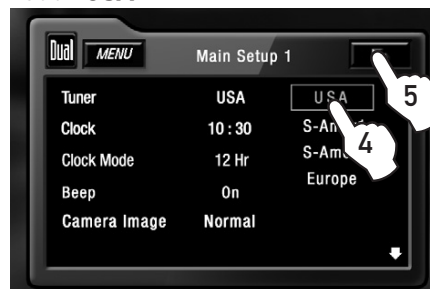 Dual MENU Main Setup 1
Tuner USA USA 5
Clock 10 : 30
Clock Mode 12 Hr 4
Beep On Europe
Camera Image Normal